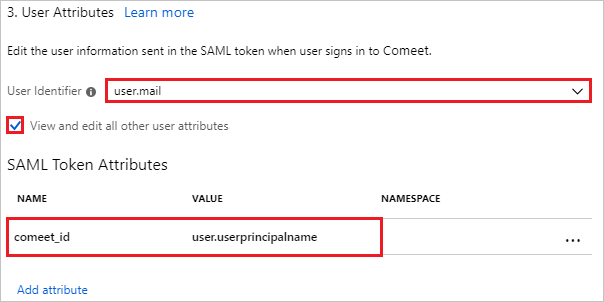 3. User Attributes Learn more
Edit the user information sent in the SAML token when user signs in to Comeet.
User Identifier user.mail
View and edit all other user attributes
SAML Token Attributes
NAME VALUE NAMESPACE
comeet_id user.userprincipalname ...
Add attribute